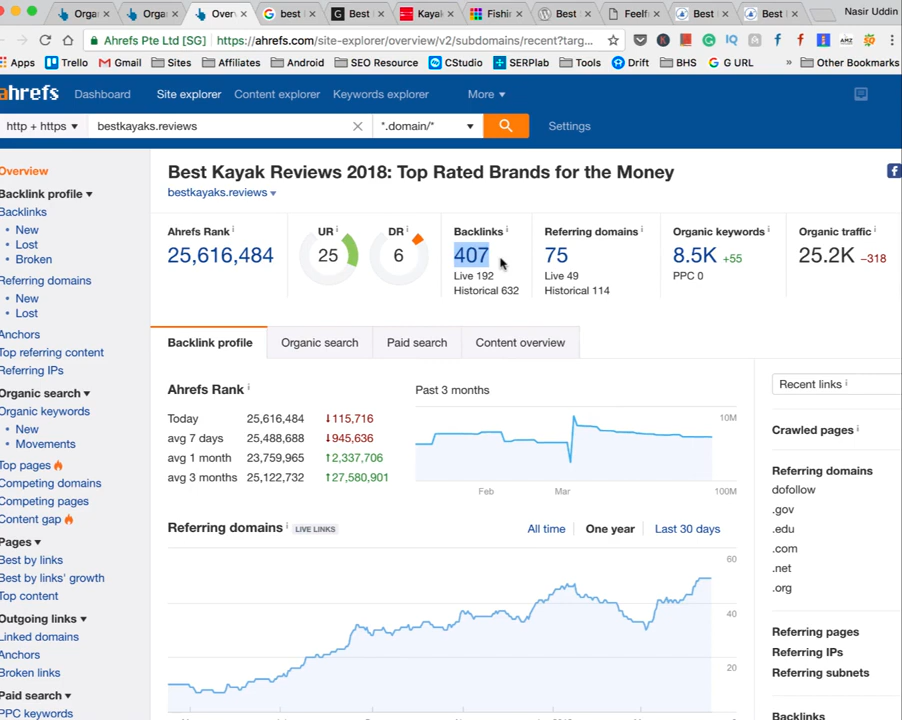 Orga
Orga
Over
best
Best
Kaya
Fishi
Best
Feelf
Best
Best
Nasir Uddin
Ahrefs Pte Ltd [SG] https://ahrefs.com/site-explorer/overview/v2/subdomains/recent?targ...
Apps Trello Gmail Sites Affiliates Android SEO Resource CStudio SERPlab Tools Drift BHS G URL » Other Bookmarks
ahrefs Dashboard Site explorer Content explorer Keywords explorer More
http + https bestkayaks.reviews *.domain/* Settings
Overview
Backlink profile
Backlinks
New
Lost
Broken
Referring domains
New
Lost
Anchors
Top referring content
Referring IPs
Organic search
Organic keywords
New
Movements
Top pages
Competing domains
Competing pages
Content gap
Pages
Best by links
Best by links' growth
Top content
Outgoing links
Linked domains
Anchors
Broken links
Paid search
PPC keywords
Best Kayak Reviews 2018: Top Rated Brands for the Money
bestkayaks.reviews
Ahrefs Rank
25,616,484
UR
25
DR
6
Backlinks
407
Live 192
Historical 632
Referring domains
75
Live 49
Historical 114
Organic keywords
8.5K +55
PPC 0
Organic traffic
25.2K −318
Backlink profile Organic search Paid search Content overview
Ahrefs Rank
Today 25,616,484 ↓115,716
avg 7 days 25,488,688 ↓945,636
avg 1 month 23,759,965 ↑2,337,706
avg 3 months 25,122,732 ↑27,580,901
Past 3 months
10M
Feb Mar 100M
Referring domains LIVE LINKS
All time One year Last 30 days
60
40
20
Recent links
Crawled pages
Referring domains
dofollow
.gov
.edu
.com
.net
.org
Referring pages
Referring IPs
Referring subnets
Backlinks